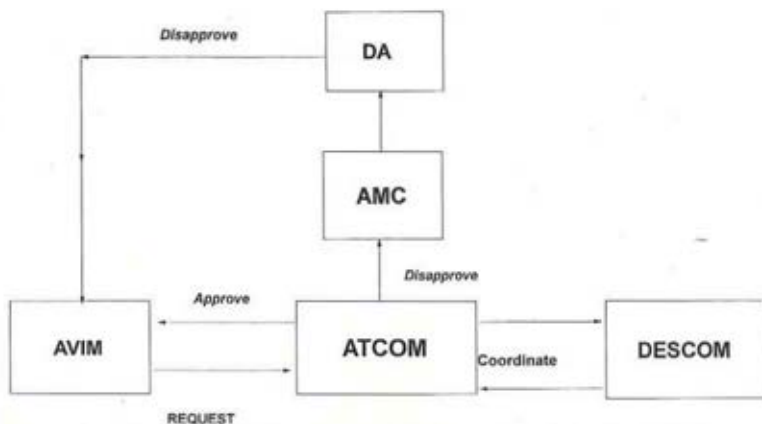 Disapprove
DA
AMC
Disapprove
Approve
AVIM
ATCOM
Coordinate
DESCOM
REQUEST